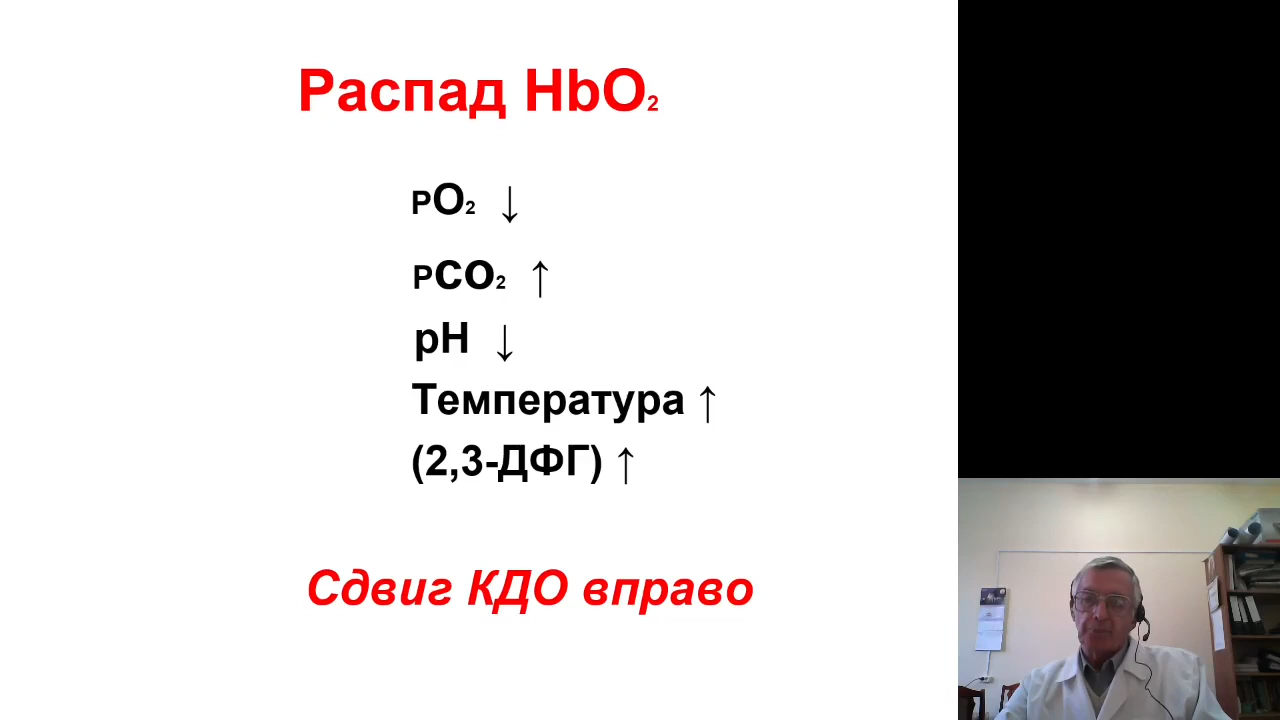 Распад HbO₂
PO₂ ↓
PCO₂ ↑
pH ↓
Температура ↑
(2,3-ДФГ) ↑
Сдвиг КДО вправо